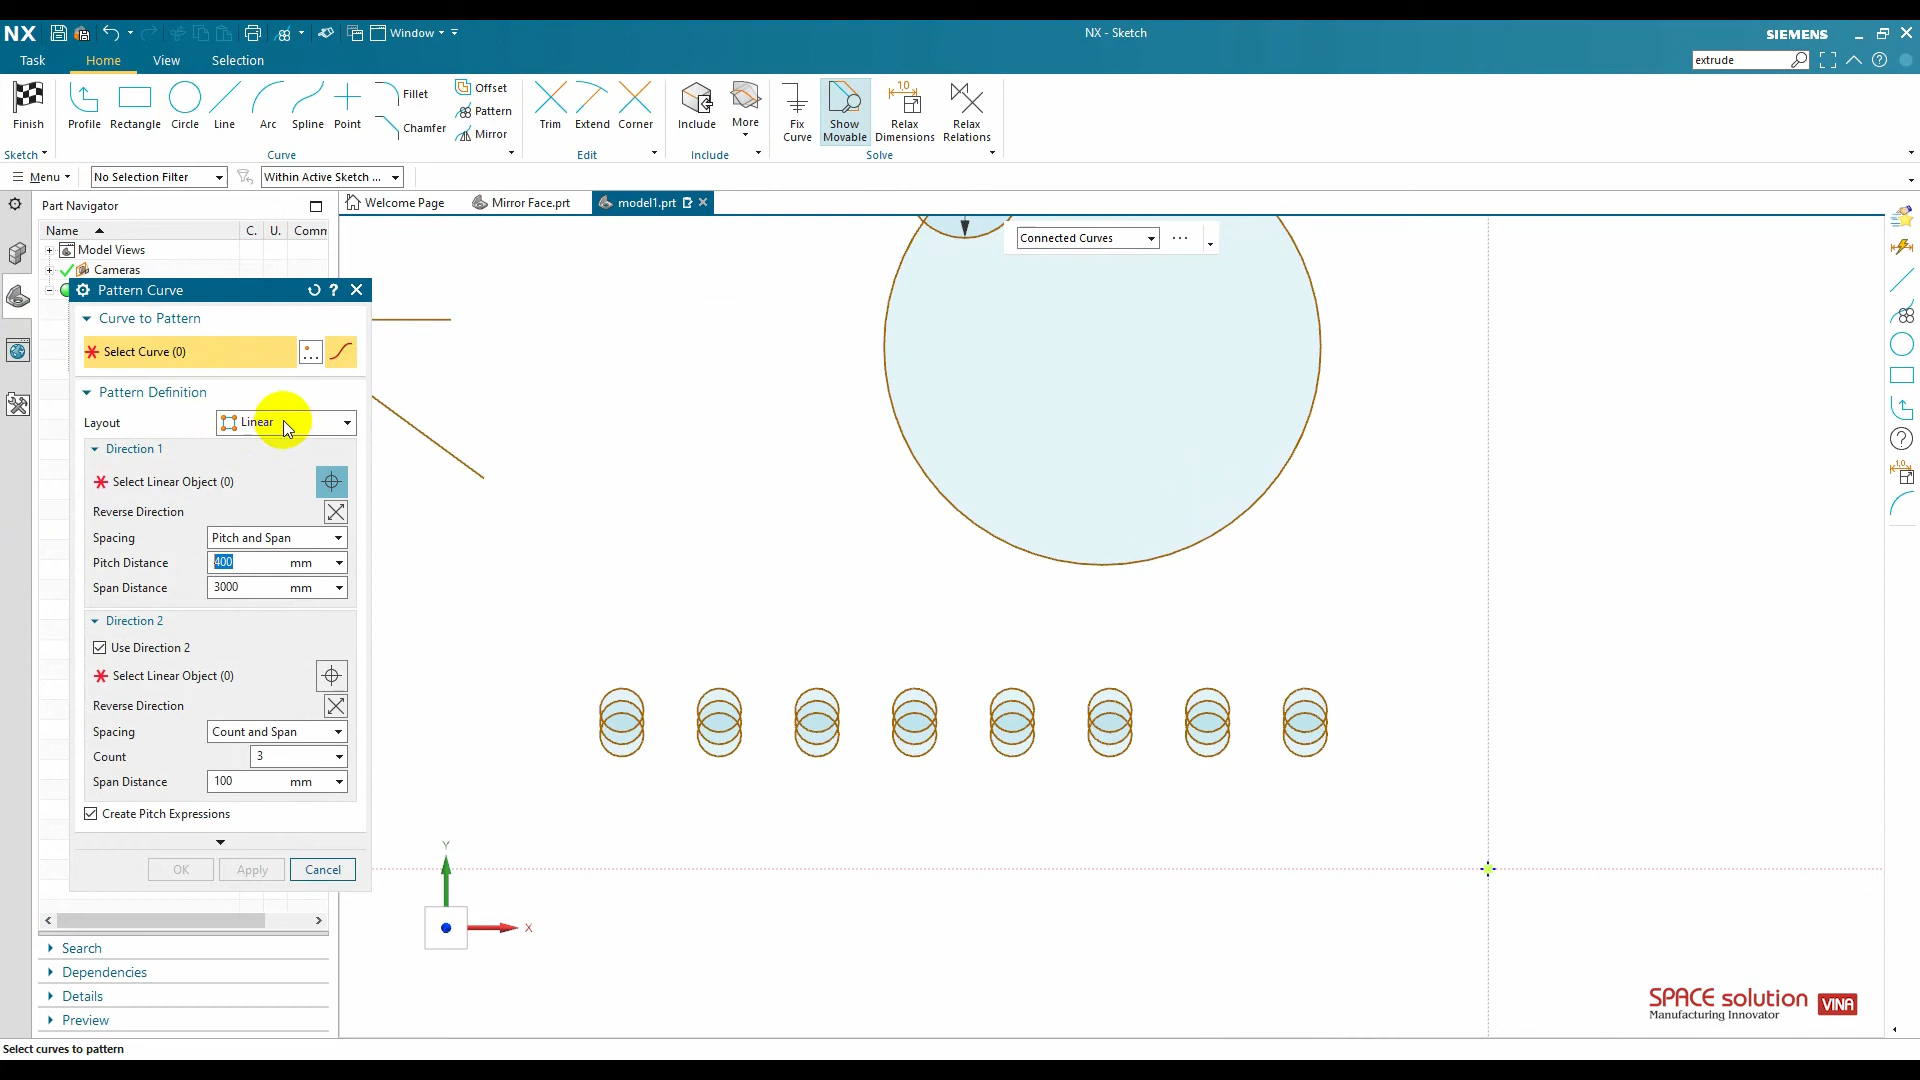 NX
Window
NX - Sketch
SIEMENS
Task
Home
View
Selection
extrude
Finish
Profile
Rectangle
Circle
Line
Arc
Spline
Point
Fillet
Chamfer
Offset
Pattern
Mirror
Trim
Extend
Corner
Include
More
Fix
Curve
Show
Movable
1,0
Relax
Dimensions
Relax
Relations
Sketch
Curve
Edit
Include
Solve
Menu
No Selection Filter
Within Active Sketch ...
Part Navigator
Welcome Page
Mirror Face.prt
model1.prt
Name
C.
U.
Comm
Model Views
Cameras
Connected Curves
Pattern Curve
Curve to Pattern
Select Curve (0)
Pattern Definition
Layout
Linear
Direction 1
Select Linear Object (0)
Reverse Direction
Spacing
Pitch and Span
Pitch Distance
400
mm
Span Distance
3000
mm
Direction 2
Use Direction 2
Select Linear Object (0)
Reverse Direction
Spacing
Count and Span
Count
3
Span Distance
100
mm
Create Pitch Expressions
OK
Apply
Cancel
Y
X
Search
Dependencies
Details
Preview
SPACE solution VINA
Manufacturing Innovator
Select curves to pattern